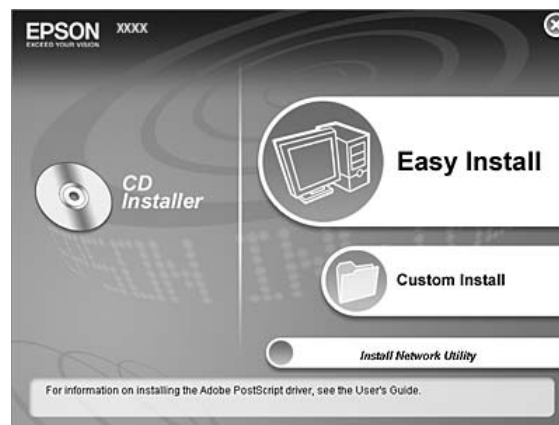 EPSON
EXCEED YOUR VISION
XXXX
Easy Install
CD
Installer
Custom Install
Install Network Utility
For information on installing the Adobe PostScript driver, see the User's Guide.